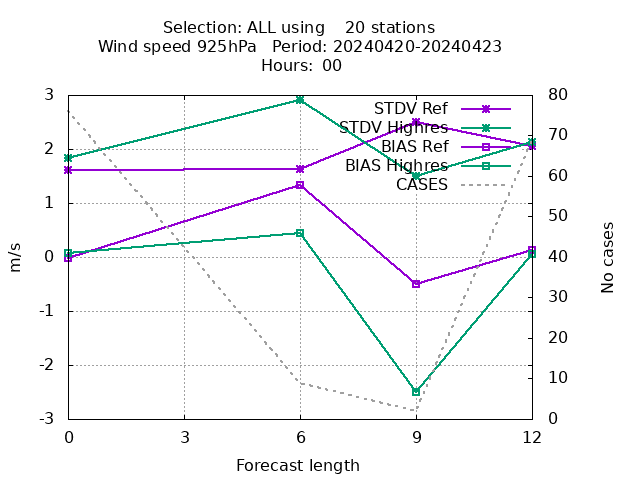 Selection: ALL using    20 stations
Wind speed 925hPa   Period: 20240420-20240423
Hours: 00
3
2
1
0
-1
-2
-3
80
70
60
50
40
30
20
10
0
STDV Ref
STDV Highres
BIAS Ref
BIAS Highres
CASES
m/s
No cases
0
3
6
9
12
Forecast length